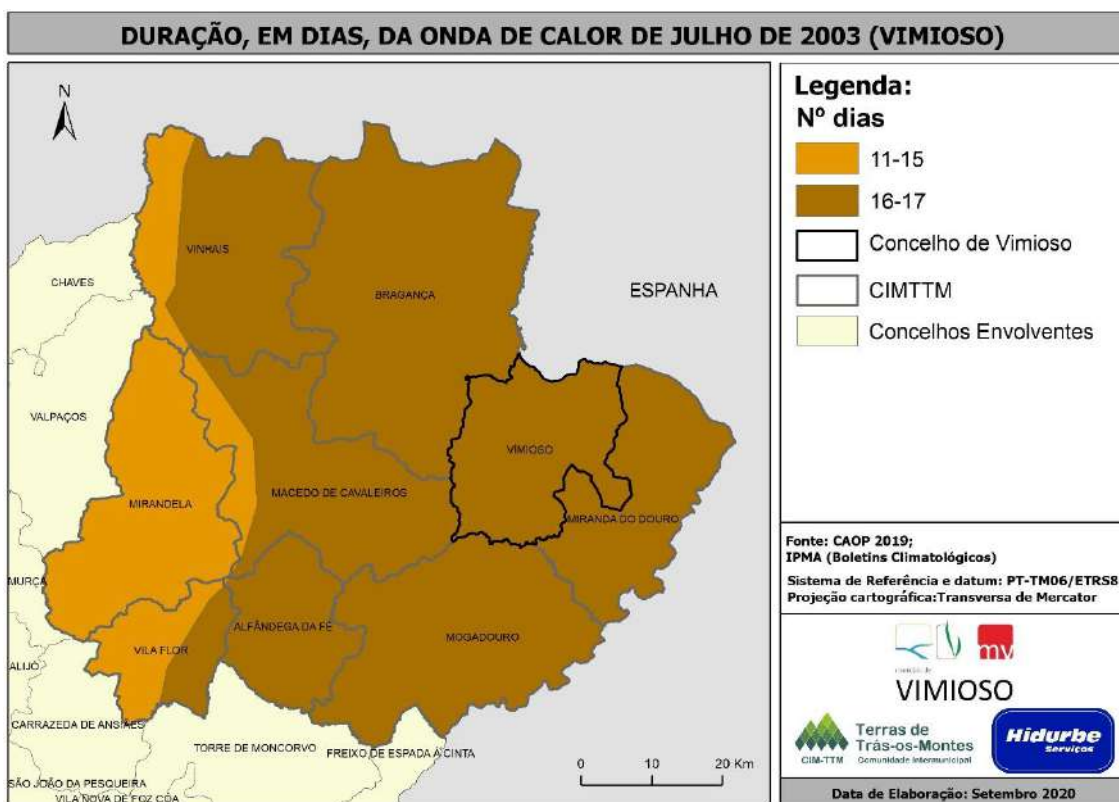 DURAÇÃO, EM DIAS, DA ONDA DE CALOR DE JULHO DE 2003 (VIMIOSO)
N
VINHAIS
CHAVES
BRAGANÇA
ESPANHA
VALPAÇOS
VIMIOSO
MACEDO DE CAVALEIROS
MIRANDELA
MIRANDA DO DOURO
MURÇA
ALFÂNDEGA DA FÉ
MOGADOURO
VILA FLOR
ALIJÓ
CARRAZEDA DE ANSIÃES
TORRE DE MONCORVO
FREIXO DE ESPADA À CINTA
SÃO JOÃO DA PESQUEIRA
VILA NOVA DE FOZ CÔA
0 10 20 Km
Legenda:
Nº dias
11-15
16-17
Concelho de Vimioso
CIMTTM
Concelhos Envolventes
Fonte: CAOP 2019;
IPMA (Boletins Climatológicos)
Sistema de Referência e datum: PT-TM06/ETRS8
Projeção cartográfica:Transversa de Mercator
mv
VIMIOSO
Terras de
Trás-os-Montes
CIM-TTM Comunidade Intermunicipal
Hidurbe
Serviços
Data de Elaboração: Setembro 2020